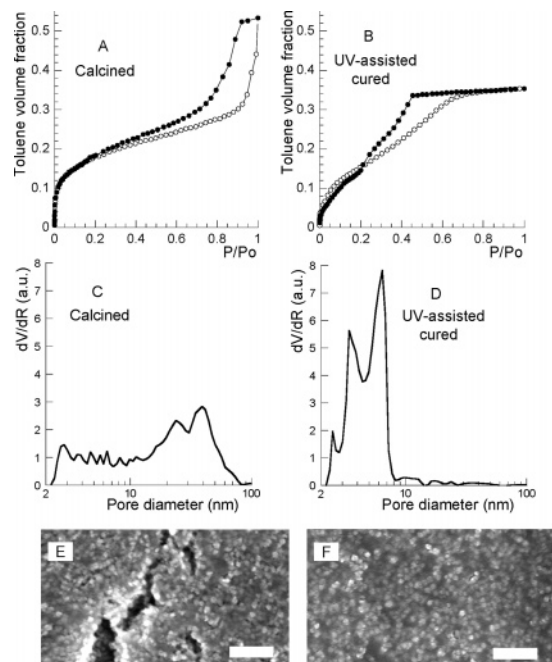 A
Calcined
Toluene volume fraction
0.5
0.4
0.3
0.2
0.1
0
0
0.2
0.4
0.6
0.8
1
P/Po
B
UV-assisted
cured
Toluene volume fraction
0.5
0.4
0.3
0.2
0.1
0
0
0.2
0.4
0.6
0.8
1
P/Po
C
Calcined
dV/dR (a.u.)
8
7
6
5
4
3
2
1
0
2
10
100
Pore diameter (nm)
D
UV-assisted
cured
dV/dR (a.u.)
8
7
6
5
4
3
2
1
0
2
10
100
Pore diameter (nm)
E
F